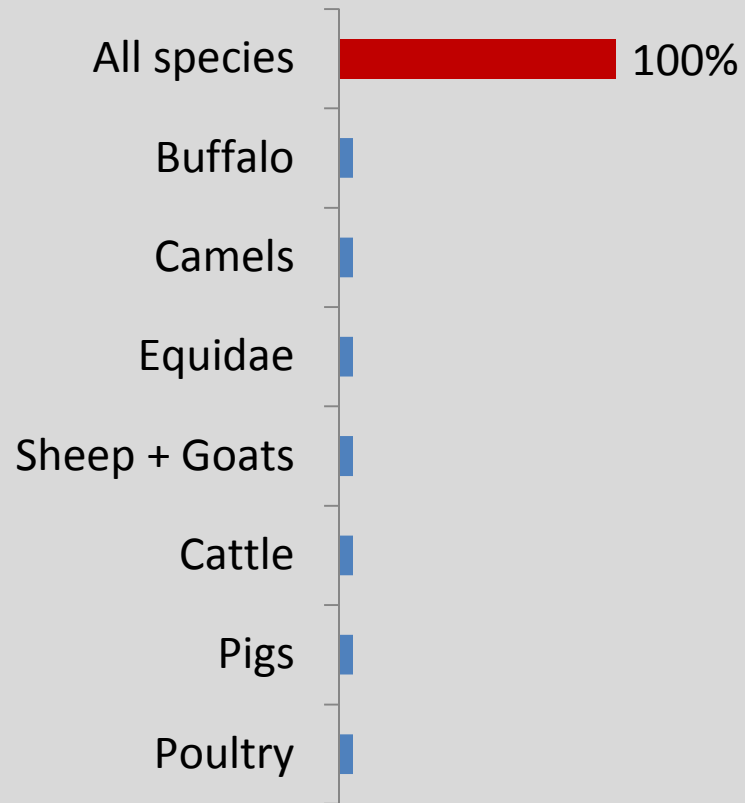 All species 100%
Buffalo
Camels
Equidae
Sheep + Goats
Cattle
Pigs
Poultry